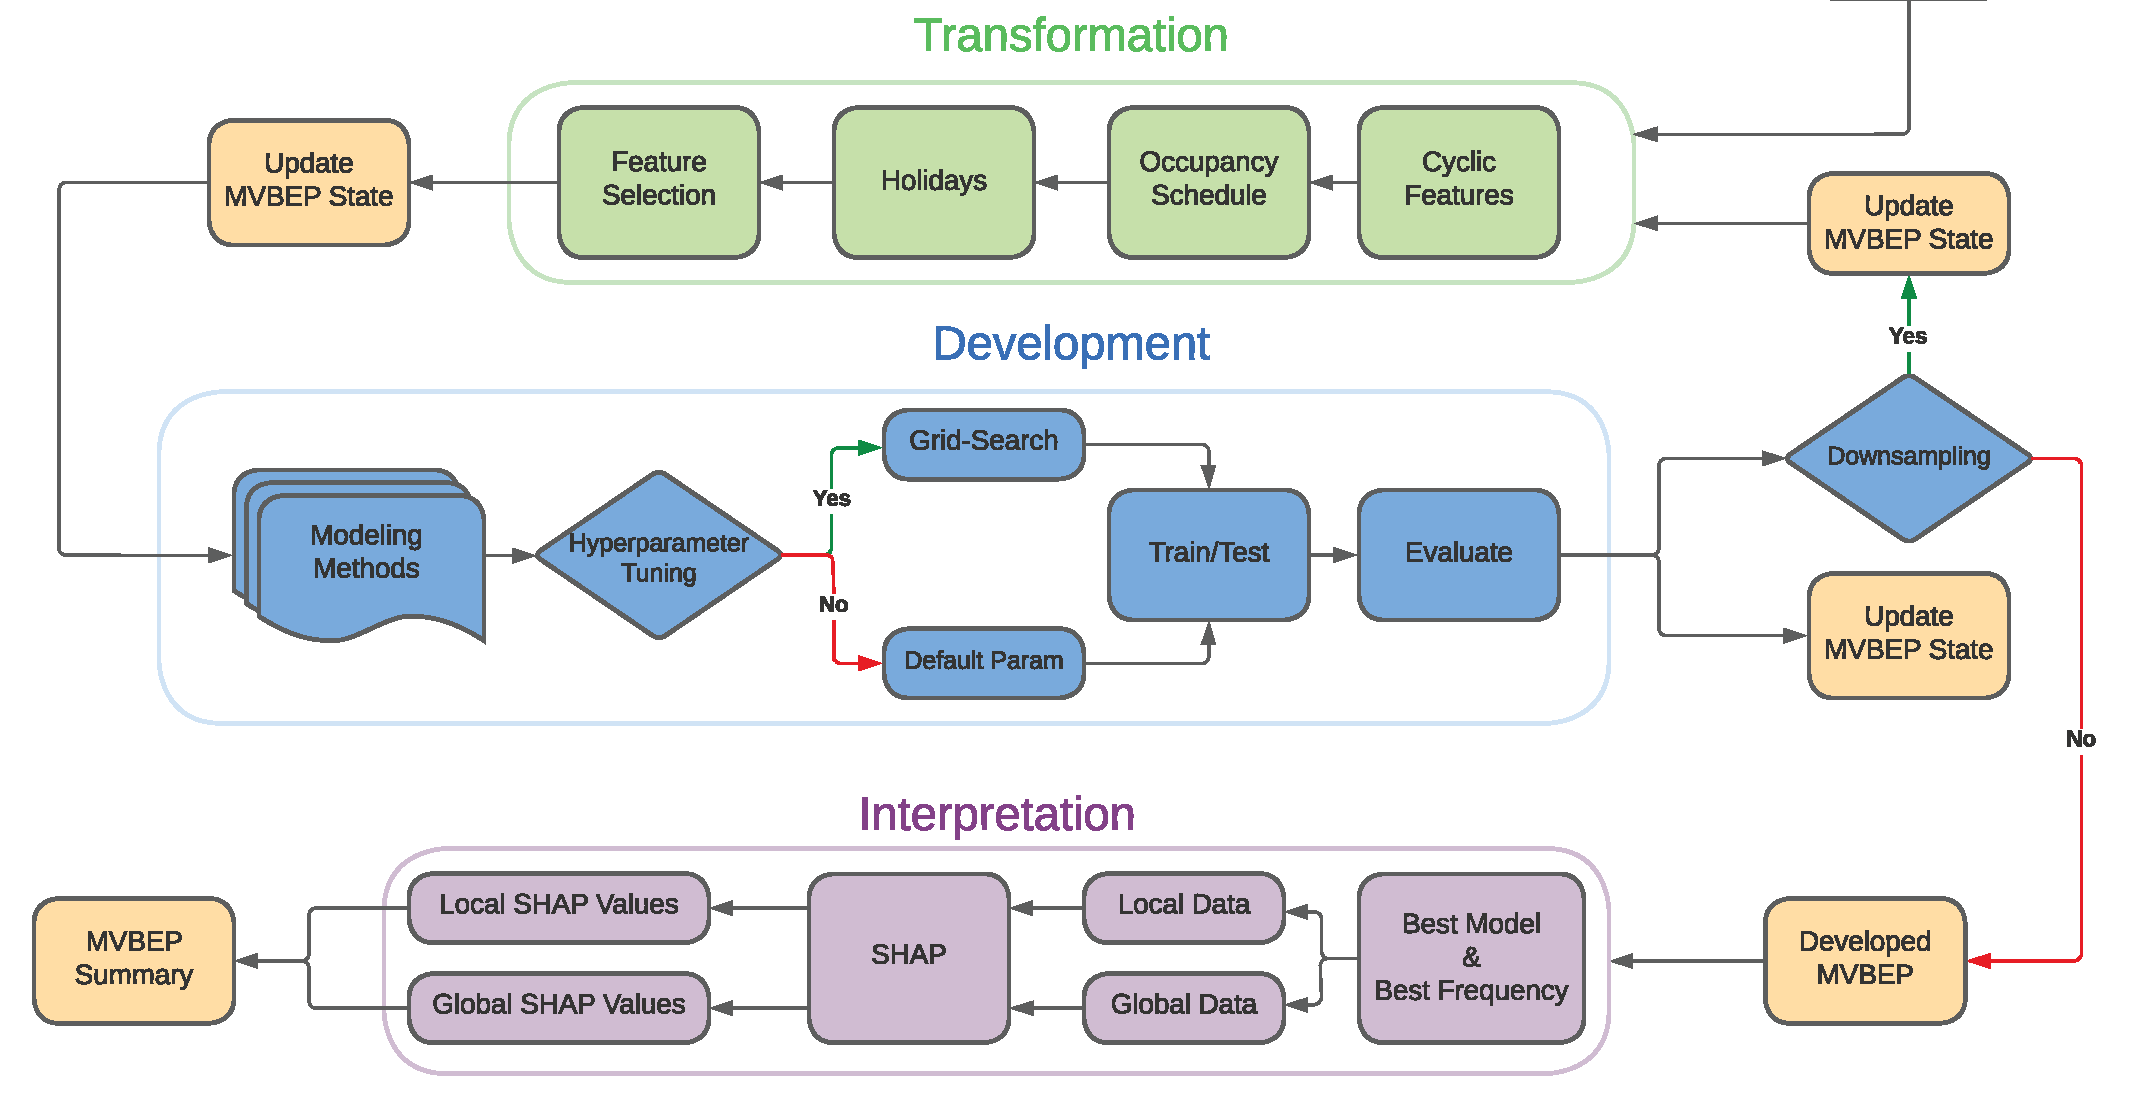 Transformation
Update
MVBEP State
Feature
Selection
Holidays
Occupancy
Schedule
Cyclic
Features
Update
MVBEP State
Yes
Development
Modeling
Methods
Hyperparameter
Tuning
Yes
No
Grid-Search
Default Param
Train/Test
Evaluate
Downsampling
Update
MVBEP State
No
Interpretation
MVBEP
Summary
Local SHAP Values
Global SHAP Values
SHAP
Local Data
Global Data
Best Model
&
Best Frequency
Developed
MVBEP